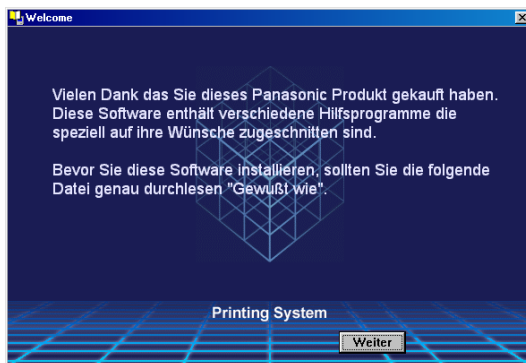 Welcome
Vielen Dank das Sie dieses Panasonic Produkt gekauft haben.
Diese Software enthält verschiedene Hilfsprogramme die
speziell auf ihre Wünsche zugeschnitten sind.
Bevor Sie diese Software installieren, sollten Sie die folgende
Datei genau durchlesen "Gewußt wie".
Printing System
Weiter